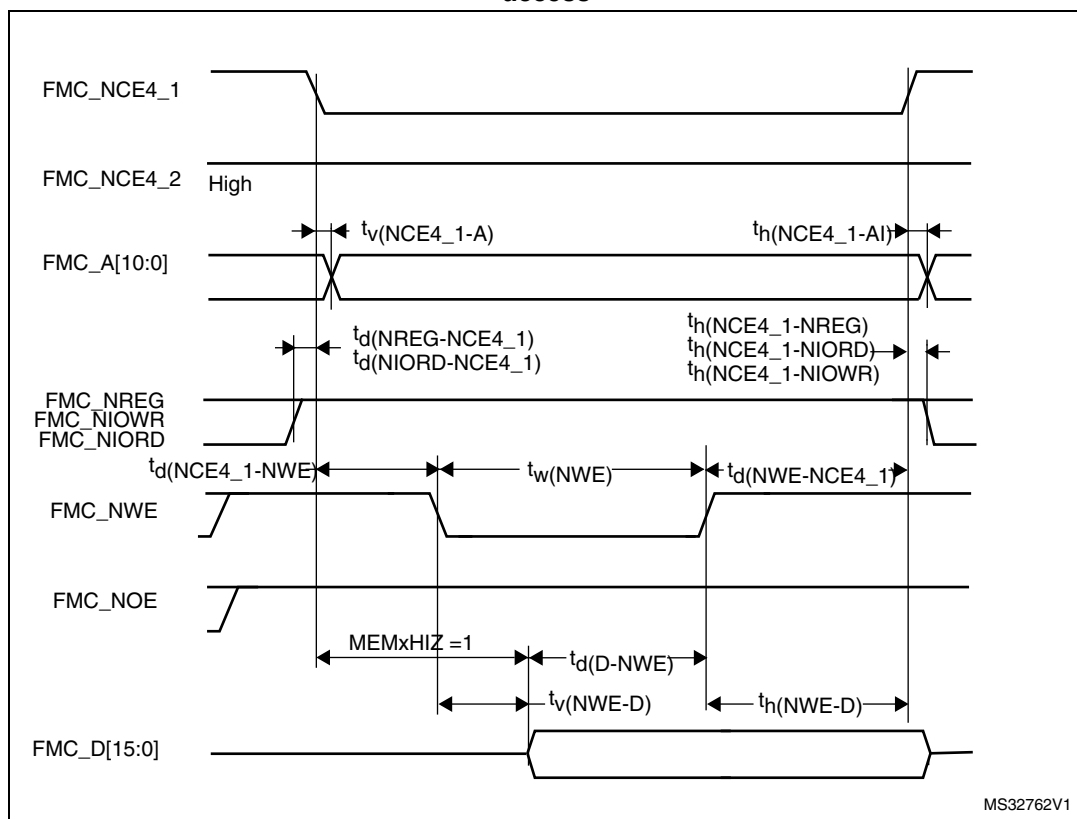 FMC_NCE4_1
FMC_NCE4_2 High
tv(NCE4_1-A)
th(NCE4_1-AI)
FMC_A[10:0]
td(NREG-NCE4_1)
td(NIORD-NCE4_1)
th(NCE4_1-NREG)
th(NCE4_1-NIORD)
th(NCE4_1-NIOWR)
FMC_NREG
FMC_NIOWR
FMC_NIORD
td(NCE4_1-NWE)
tw(NWE)
td(NWE-NCE4_1)
FMC_NWE
FMC_NOE
MEMxHIZ =1
td(D-NWE)
tv(NWE-D)
th(NWE-D)
FMC_D[15:0]
MS32762V1